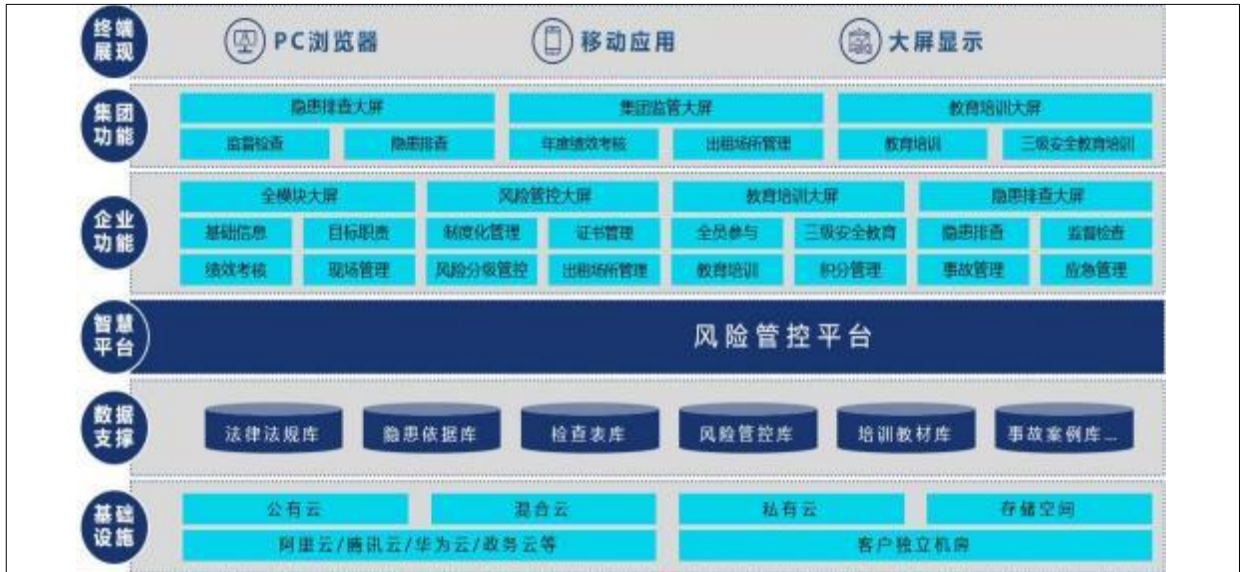 终端展现 PC浏览器 移动应用 大屏显示
集团功能
隐患排查大屏 集团监管大屏 教育培训大屏
监督检查 隐患排查 年度绩效考核 出租场所管理 教育培训 三级安全教育培训
企业功能
全模块大屏 风险管控大屏 教育培训大屏 隐患排查大屏
基础信息 目标职责 制度化管理 证书管理 全员参与 三级安全教育 隐患排查 监督检查
绩效考核 现场管理 风险分级管控 出租场所管理 教育培训 积分管理 事故管理 应急管理
智慧平台 风险管控平台
数据支撑 法律法规库 隐患依据库 检查表库 风险管控库 培训教材库 事故案例库...
基础设施
公有云 混合云 私有云 存储空间
阿里云/腾讯云/华为云/政务云等 客户独立机房